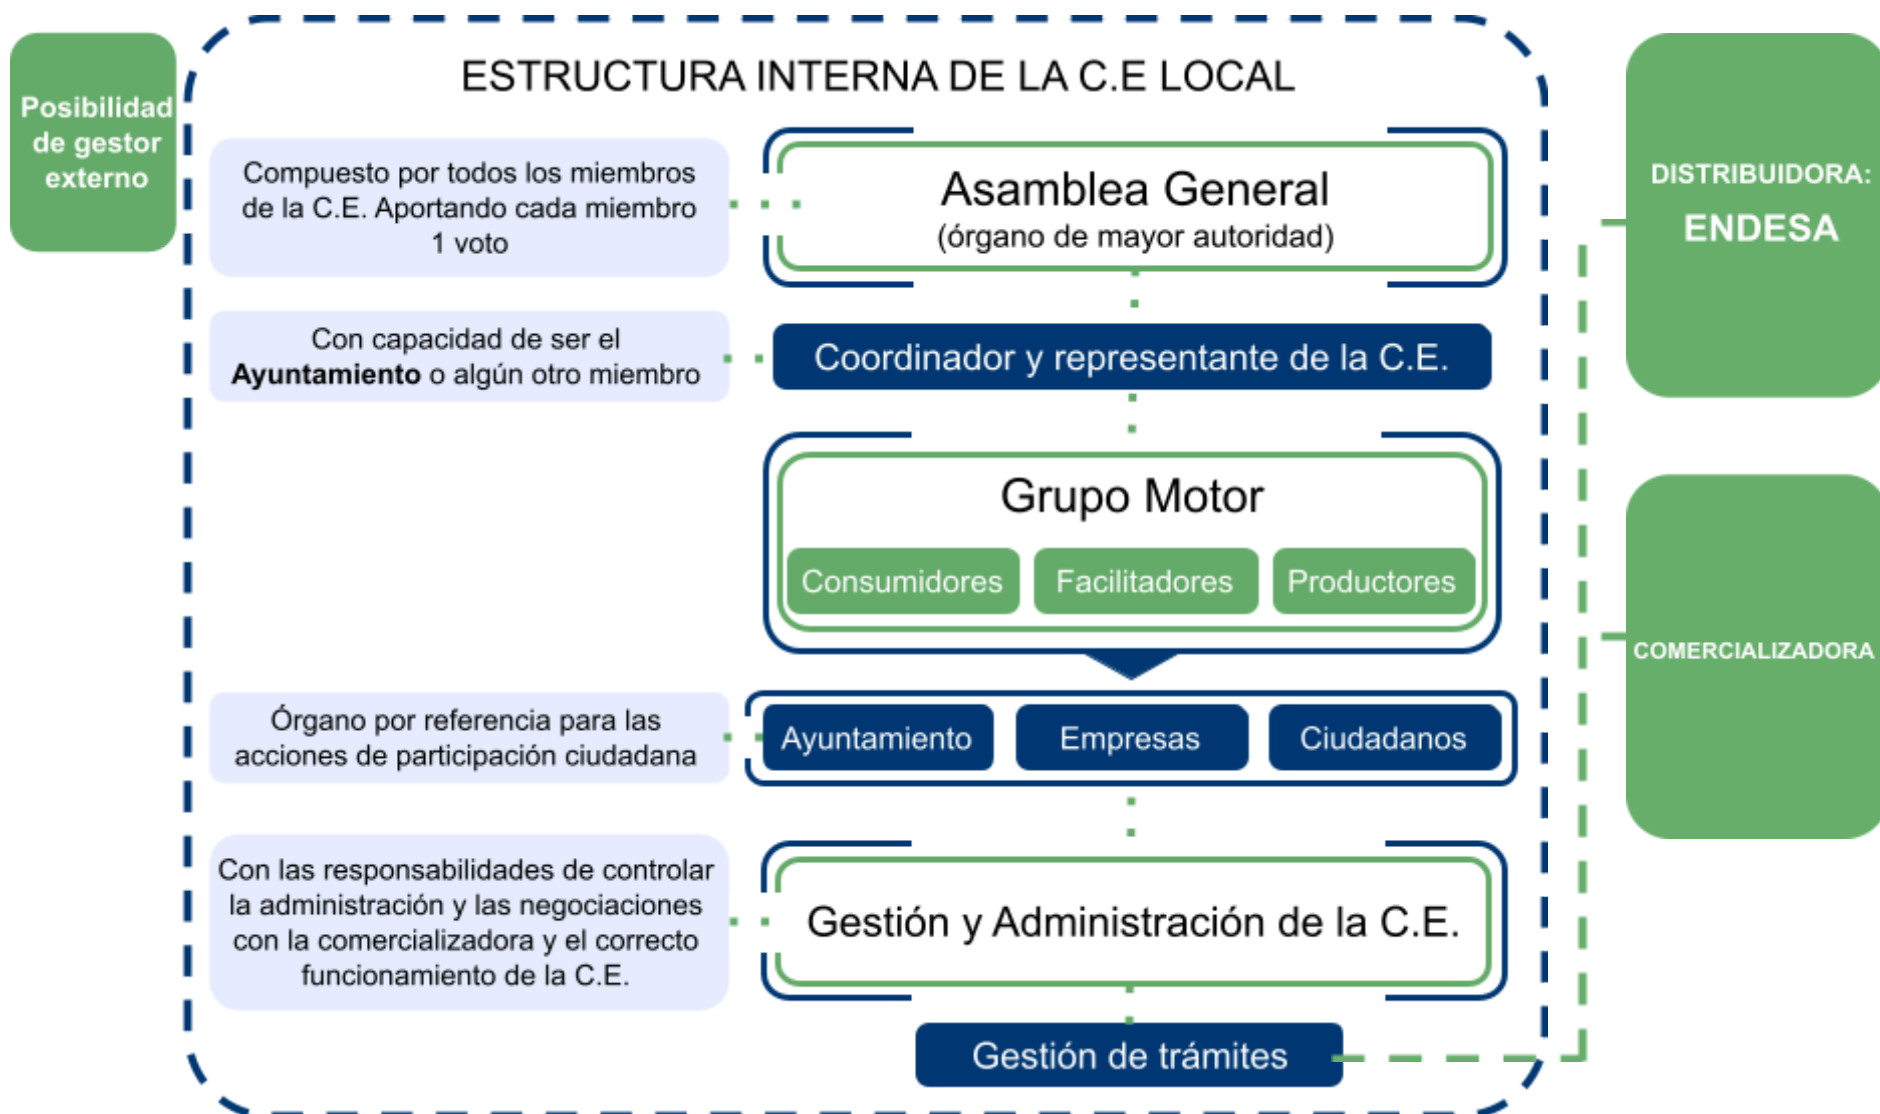 Posibilidad
de gestor
externo
ESTRUCTURA INTERNA DE LA C.E LOCAL
Compuesto por todos los miembros
de la C.E. Aportando cada miembro
1 voto
Asamblea General
(órgano de mayor autoridad)
Con capacidad de ser el
Ayuntamiento o algún otro miembro
Coordinador y representante de la C.E.
Grupo Motor
Consumidores
Facilitadores
Productores
Órgano por referencia para las
acciones de participación ciudadana
Ayuntamiento
Empresas
Ciudadanos
Con las responsabilidades de controlar
la administración y las negociaciones
con la comercializadora y el correcto
funcionamiento de la C.E.
Gestión y Administración de la C.E.
Gestión de trámites
DISTRIBUIDORA:
ENDESA
COMERCIALIZADORA